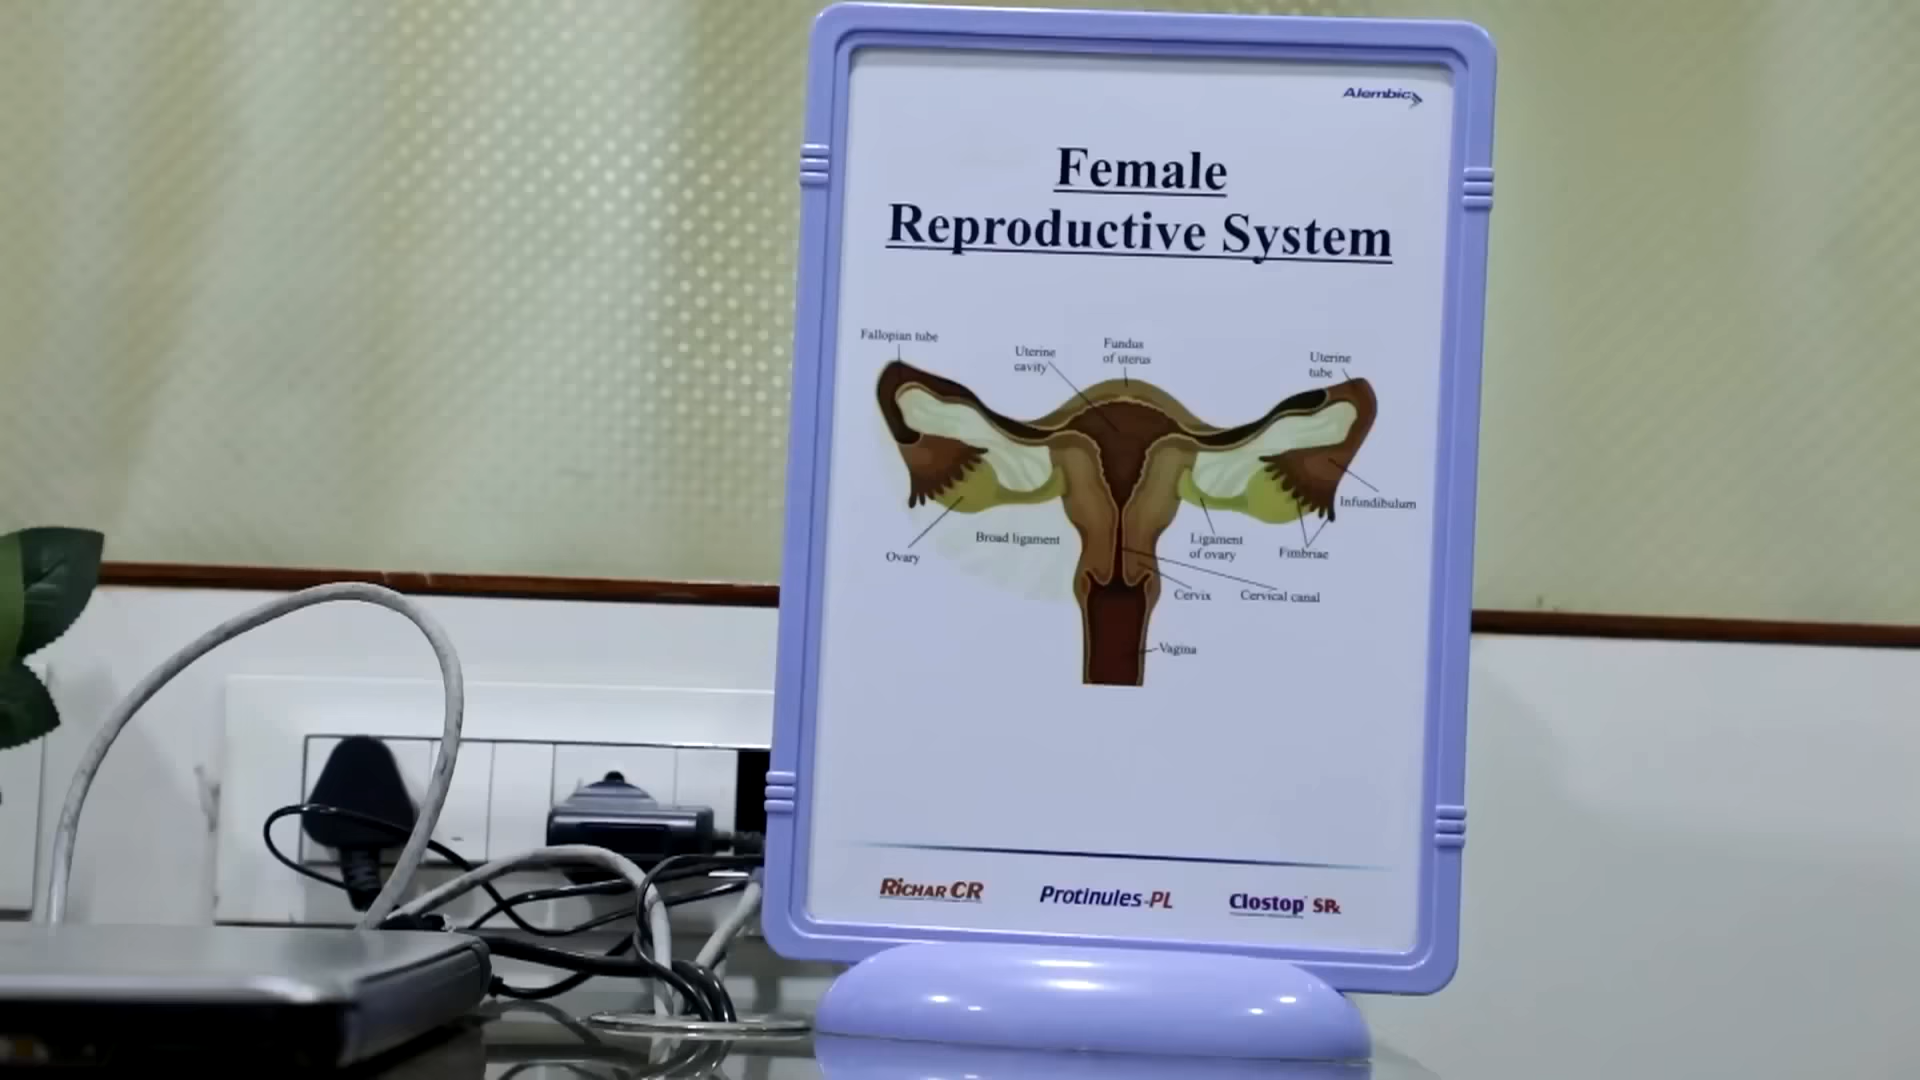 Alembic
Female
Reproductive System
Fallopian tube
Uterine
cavity
Fundus
of uterus
Uterine
tube
Infundibulum
Ovary
Broad ligament
Ligament
of ovary
Fimbriae
Cervix
Cervical canal
Vagina
RICHAR CR
Protinules-PL
Clostop SR